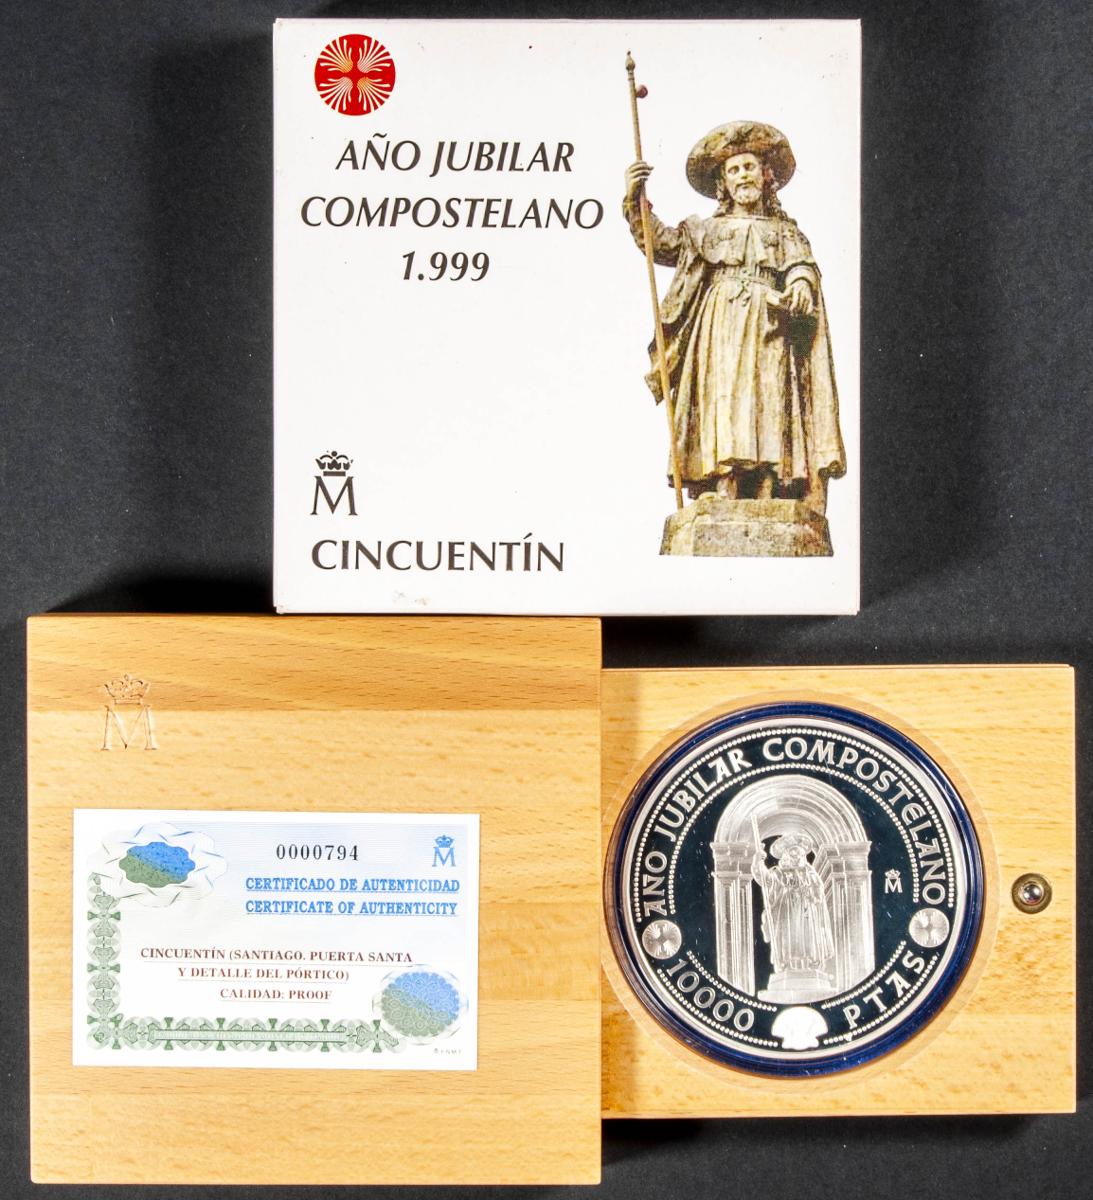 AÑO JUBILAR
COMPOSTELANO
1.999
M
CINCUENTÍN
M
0000794
M
CERTIFICADO DE AUTENTICIDAD
CERTIFICATE OF AUTHENTICITY
CINCUENTÍN (SANTIAGO. PUERTA SANTA
Y DETALLE DEL PÓRTICO)
CALIDAD: PROOF
FNMT
AÑO JUBILAR COMPOSTELANO
M
10000 PTAS